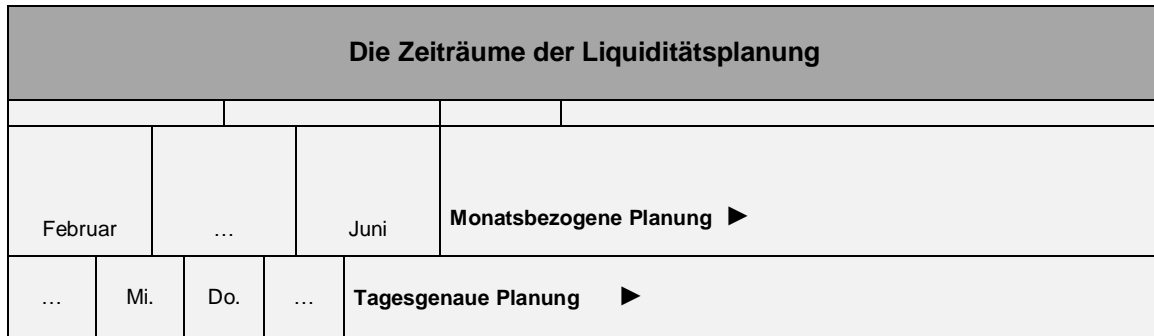 Die Zeiträume der Liquiditätsplanung
Februar … Juni Monatsbezogene Planung ►
… Mi. Do. … Tagesgenaue Planung ►